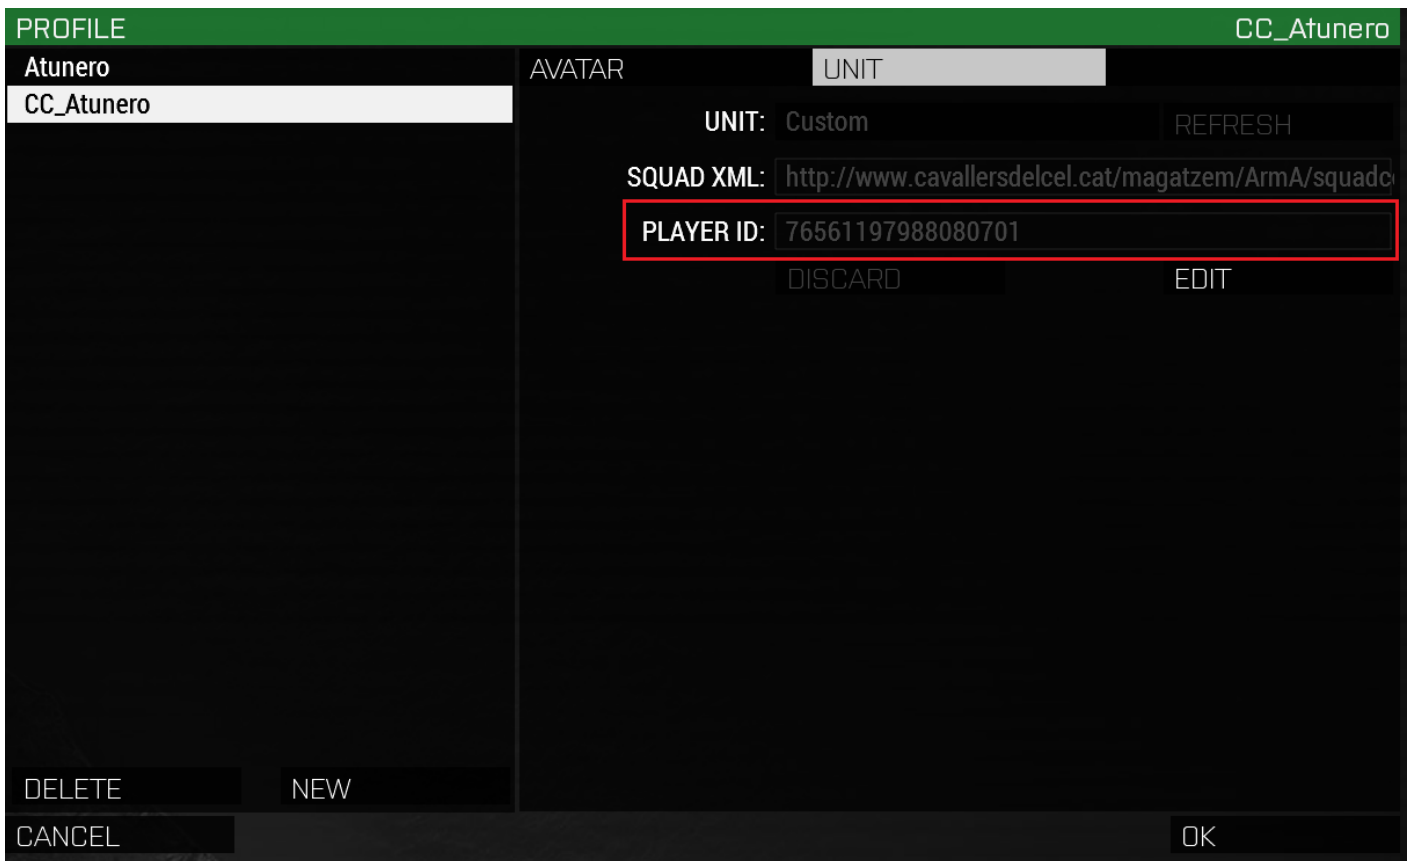 PROFILE CC_Atunero
Atunero
CC_Atunero
AVATAR UNIT
UNIT: Custom REFRESH
SQUAD XML: http://www.cavallersdelcel.cat/magatzem/ArmA/squadc
PLAYER ID: 76561197988080701
DISCARD EDIT
DELETE NEW
CANCEL OK